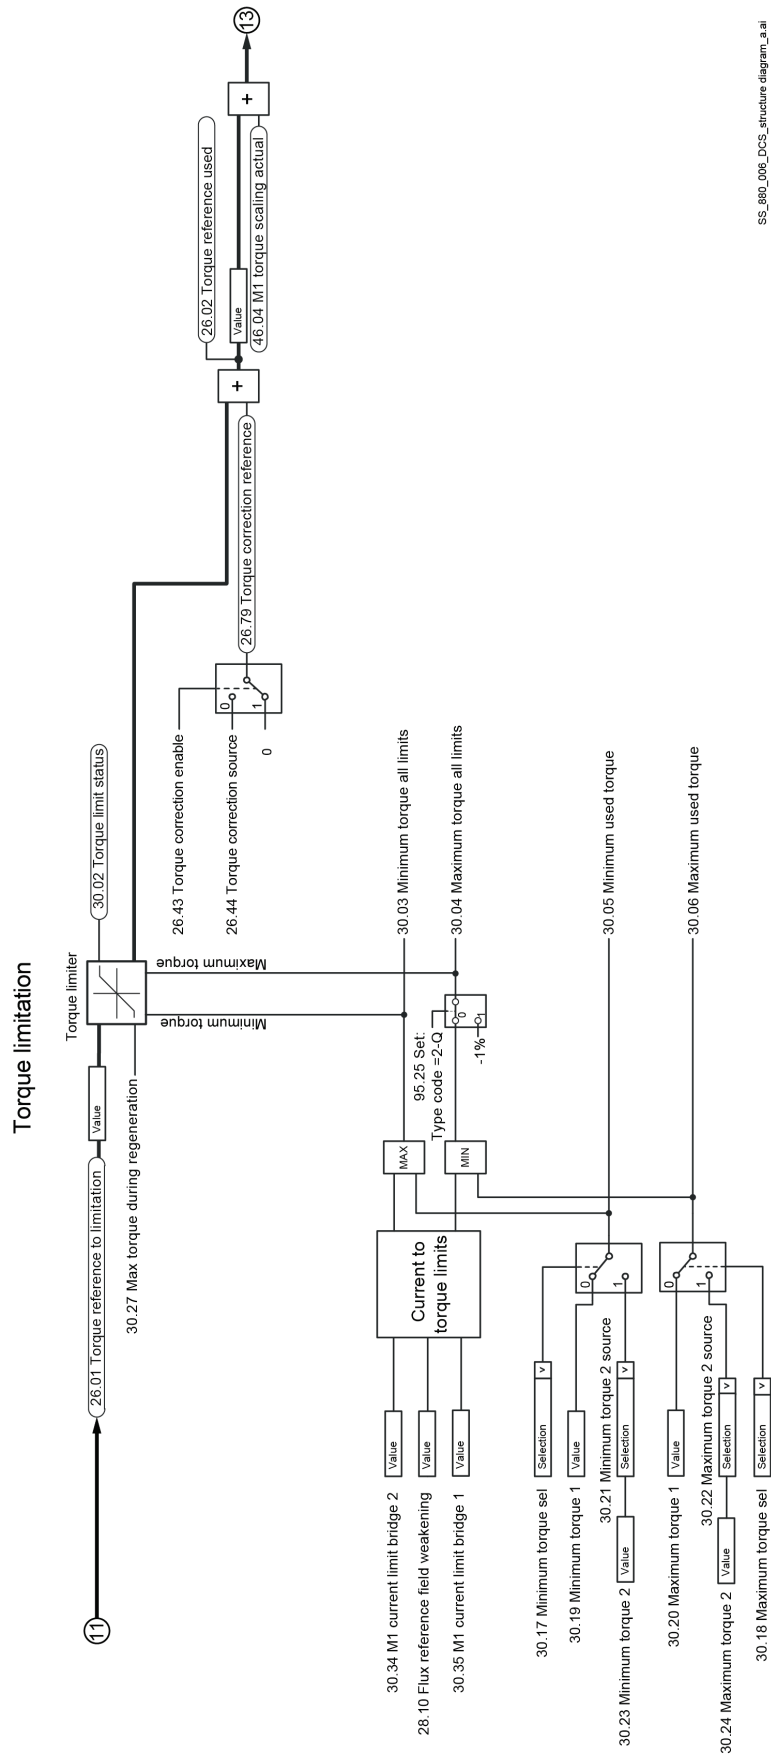 Torque limitation
11
26.01 Torque reference to limitation
Value
30.27 Max torque during regeneration
Torque limiter
30.02 Torque limit status
Minimum torque
Maximum torque
26.43 Torque correction enable
26.44 Torque correction source
0
0
1
26.79 Torque correction reference
+
26.02 Torque reference used
Value
46.04 M1 torque scaling actual
+
13
30.34 M1 current limit bridge 2
Value
28.10 Flux reference field weakening
Value
30.35 M1 current limit bridge 1
Value
Current to
torque limits
MAX
MIN
95.25 Set:
Type code =2-Q
0
1
-1%
30.03 Minimum torque all limits
30.04 Maximum torque all limits
30.17 Minimum torque sel
Selection
v
30.19 Minimum torque 1
Value
30.21 Minimum torque 2 source
30.23 Minimum torque 2
Value
Selection
v
0
1
30.05 Minimum used torque
30.20 Maximum torque 1
Value
30.22 Maximum torque 2 source
30.24 Maximum torque 2
Value
Selection
v
30.18 Maximum torque sel
Selection
v
0
1
30.06 Maximum used torque
SS_880_006_DCS_structure diagram_a.ai